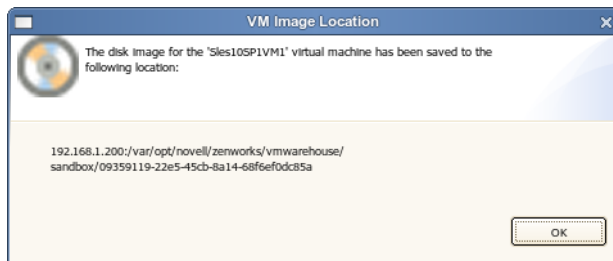 VM Image Location
The disk image for the 'Sles10SP1VM1' virtual machine has been saved to the
following location:
192.168.1.200:/var/opt/novell/zenworks/vmwarehouse/
sandbox/09359119-22e5-45cb-8a14-68f6ef0dc85a
OK